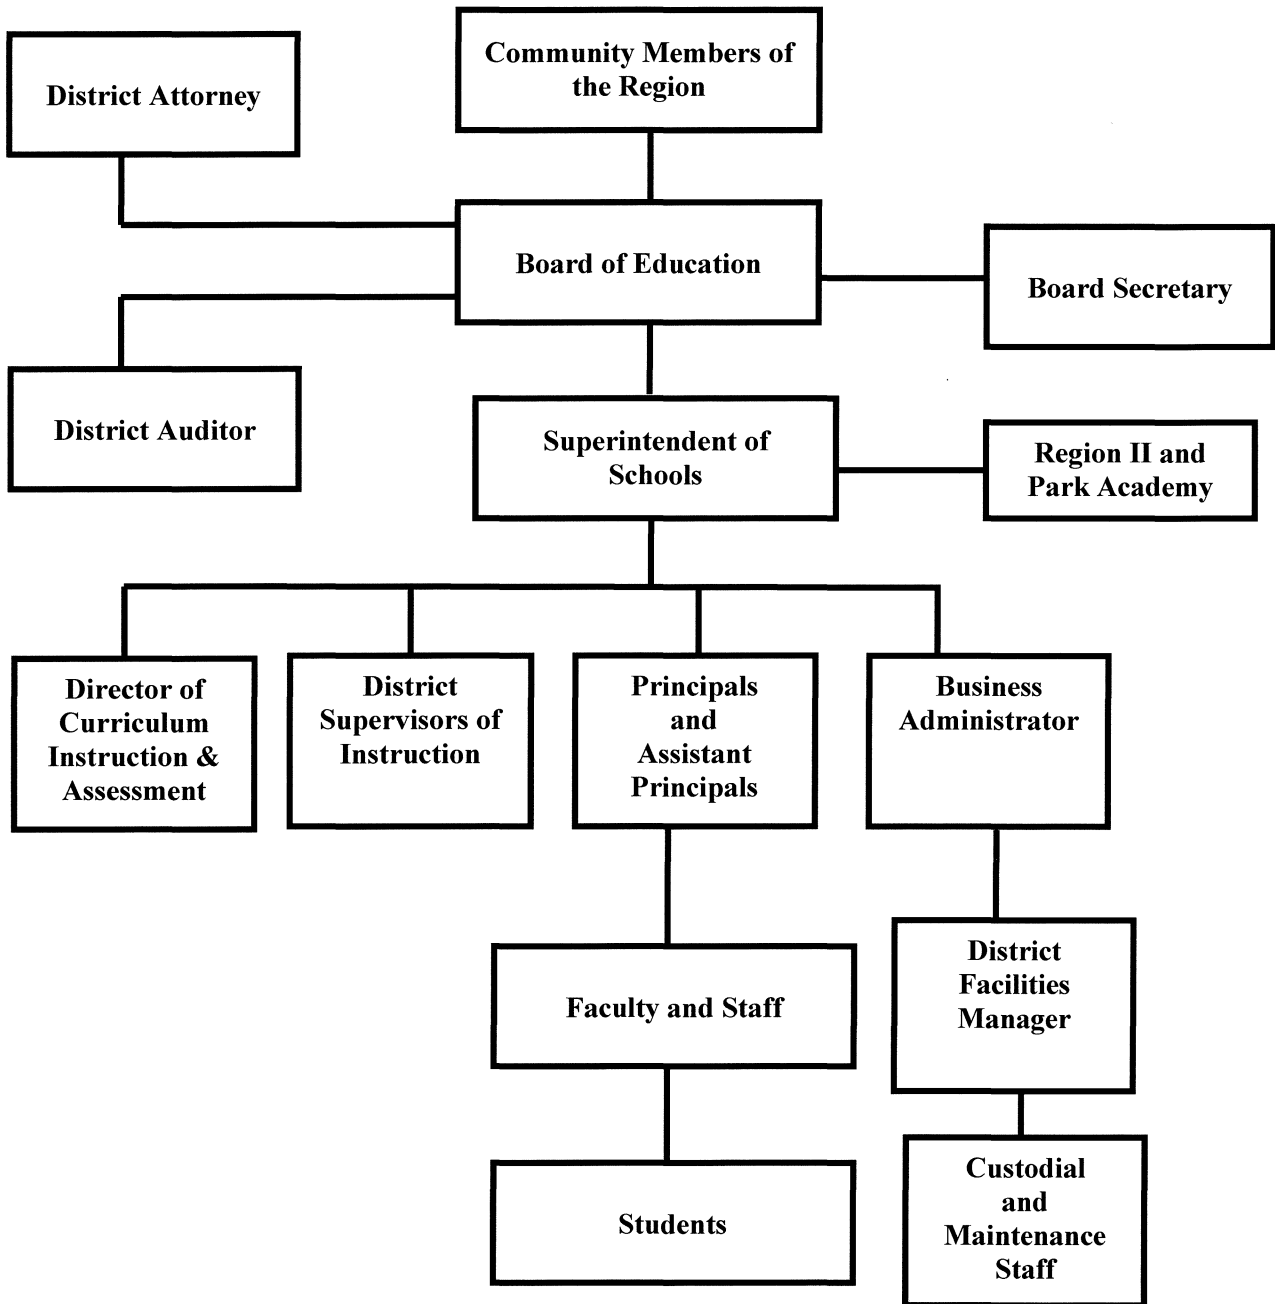 Community Members of
the Region
District Attorney
Board of Education
Board Secretary
District Auditor
Superintendent of
Schools
Region II and
Park Academy
Director of
Curriculum
Instruction &
Assessment
District
Supervisors of
Instruction
Principals
and
Assistant
Principals
Business
Administrator
Faculty and Staff
District
Facilities
Manager
Students
Custodial
and
Maintenance
Staff